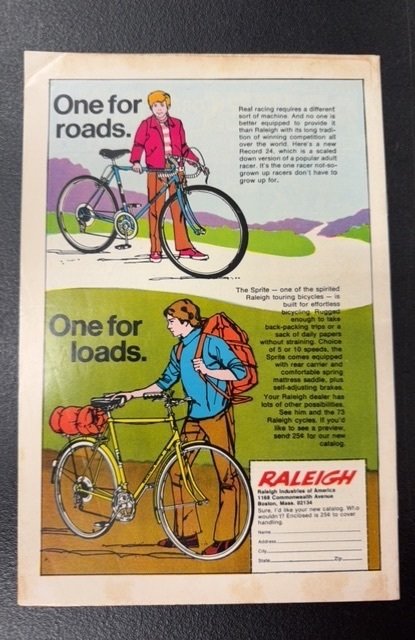 One for
roads.
Real racing requires a different
sort of machine. And no one is
better equipped to provide it
than Raleigh with its long tradi-
tion of winning competition all
over the world. Here's a new
Record 24, which is a scaled
down version of a popular adult
racer. It's the one racer not-so-
grown up racers don't have to
grow up for.
One for
loads.
The Sprite — one of the spirited
Raleigh touring bicycles — is
built for effortless
bicycling. Rugged
enough to take
back-packing trips or a
sack of daily papers
without straining. Choice
of 5 or 10 speeds, the
Sprite comes equipped
with rear carrier and
comfortable spring
mattress saddle, plus
self-adjusting brakes.
Your Raleigh dealer has
lots of other possibilities.
See him and the 73
Raleigh cycles. If you'd
like to see a preview,
send 25¢ for our new
catalog.
RALEIGH
Raleigh Industries of America
1168 Commonwealth Avenue
Boston, Mass. 02134
Sure, I'd like your new catalog. Who
wouldn't? Enclosed is 25¢ to cover
handling.
Name
Address
City
State Zip